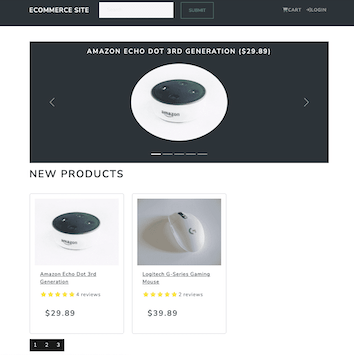 ECOMMERCE SITE
SUBMIT
CART
LOGIN
AMAZON ECHO DOT 3RD GENERATION ($29.89)
amazon
NEW PRODUCTS
amazon
Amazon Echo Dot 3rd
Generation
4 reviews
$29.89
Logitech G-Series Gaming
Mouse
2 reviews
$39.89
1 2 3